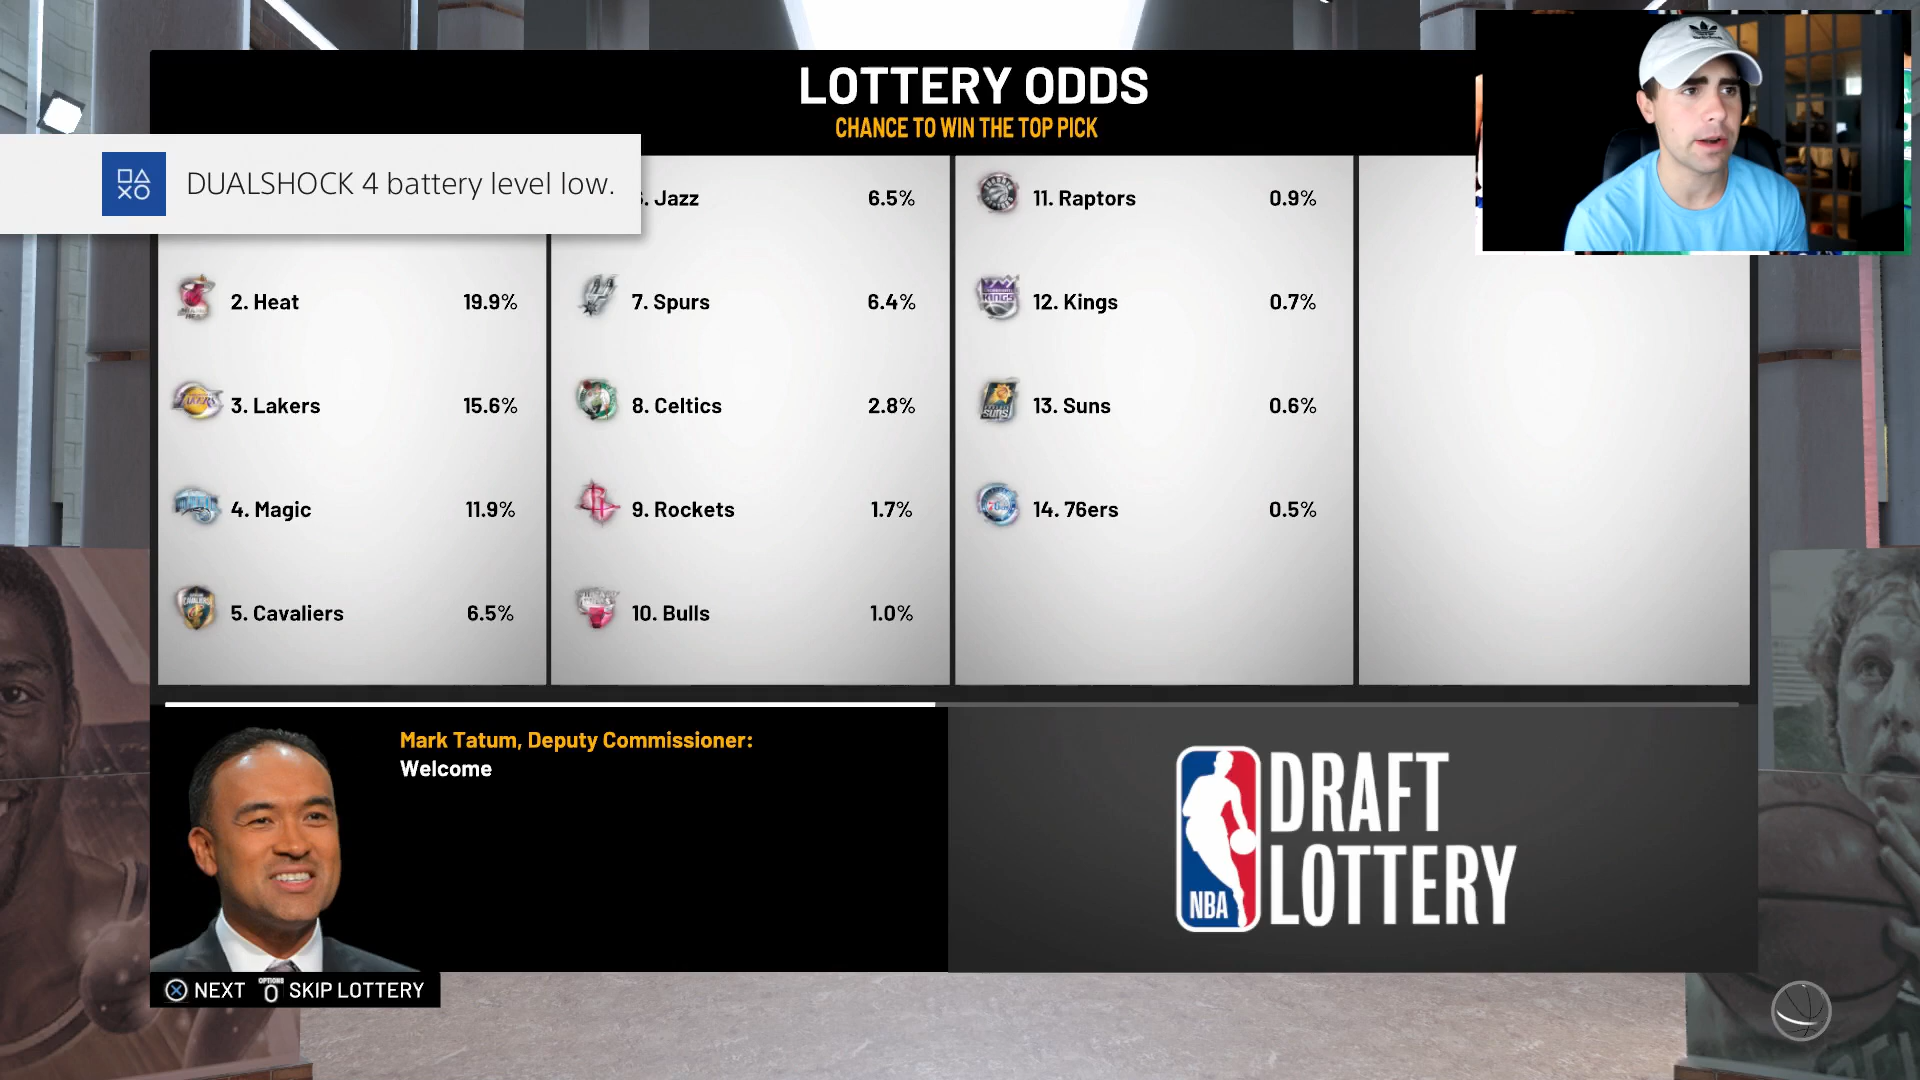 LOTTERY ODDS
CHANCE TO WIN THE TOP PICK
DUALSHOCK 4 battery level low.
Jazz 6.5%
11. Raptors 0.9%
2. Heat 19.9%
7. Spurs 6.4%
12. Kings 0.7%
3. Lakers 15.6%
8. Celtics 2.8%
13. Suns 0.6%
4. Magic 11.9%
9. Rockets 1.7%
14. 76ers 0.5%
5. Cavaliers 6.5%
10. Bulls 1.0%
Mark Tatum, Deputy Commissioner:
Welcome
NBA
DRAFT
LOTTERY
NEXT OPTIONS SKIP LOTTERY